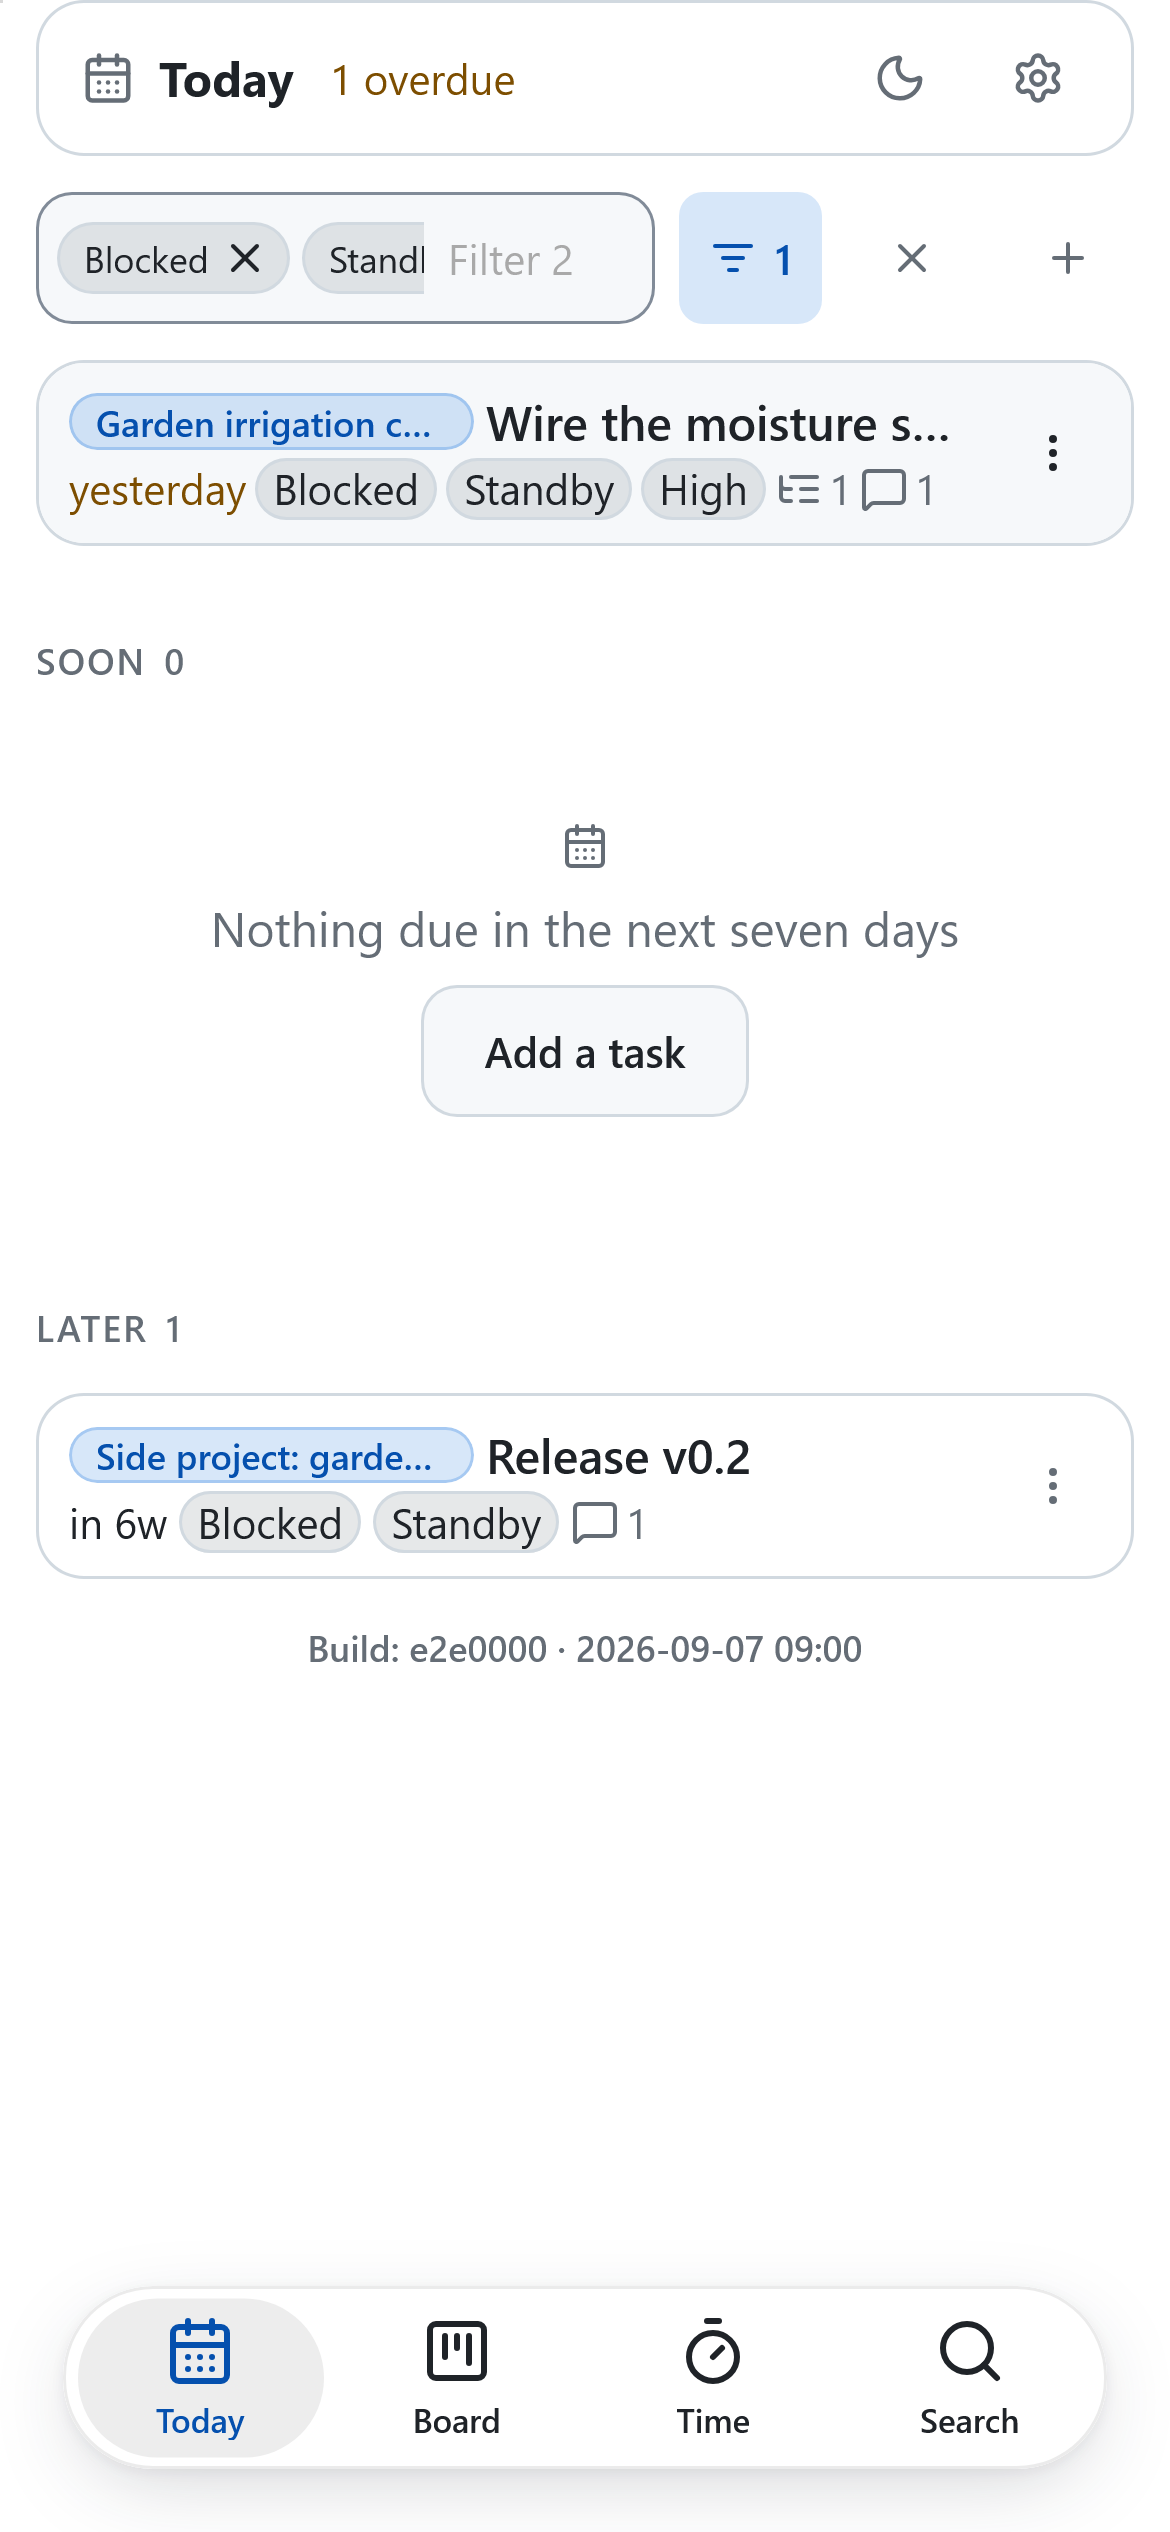 Today 1 overdue
Blocked Standl Filter 2 1
Garden irrigation c... Wire the moisture s...
yesterday Blocked Standby High 1 1
SOON 0
Nothing due in the next seven days
Add a task
LATER 1
Side project: garde... Release v0.2
in 6w Blocked Standby 1
Build: e2e0000 · 2026-09-07 09:00
Today Board Time Search